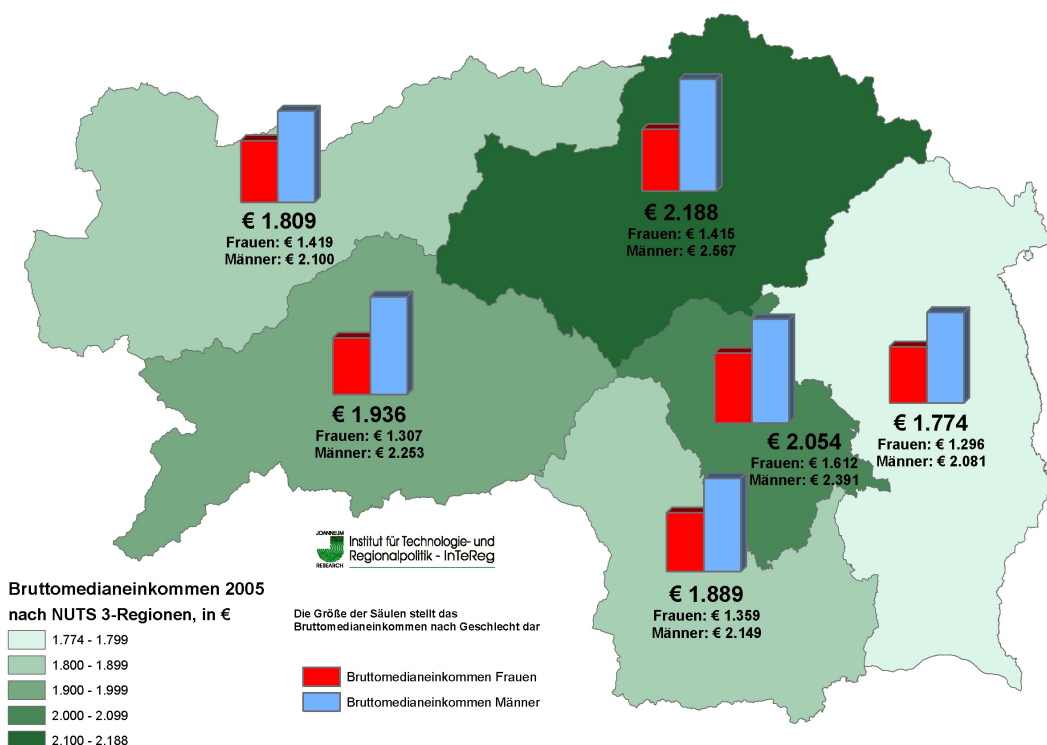 € 1.809
Frauen: € 1.419
Männer: € 2.100
€ 2.188
Frauen: € 1.415
Männer: € 2.567
€ 1.936
Frauen: € 1.307
Männer: € 2.253
€ 2.054
Frauen: € 1.612
Männer: € 2.391
€ 1.774
Frauen: € 1.296
Männer: € 2.081
€ 1.889
Frauen: € 1.359
Männer: € 2.149
JOANNEUM
RESEARCH
Institut für Technologie- und
Regionalpolitik - InTeReg
Bruttomedianeinkommen 2005
nach NUTS 3-Regionen, in €
1.774 - 1.799
1.800 - 1.899
1.900 - 1.999
2.000 - 2.099
2.100 - 2.188
Die Größe der Säulen stellt das
Bruttomedianeinkommen nach Geschlecht dar
Bruttomedianeinkommen Frauen
Bruttomedianeinkommen Männer